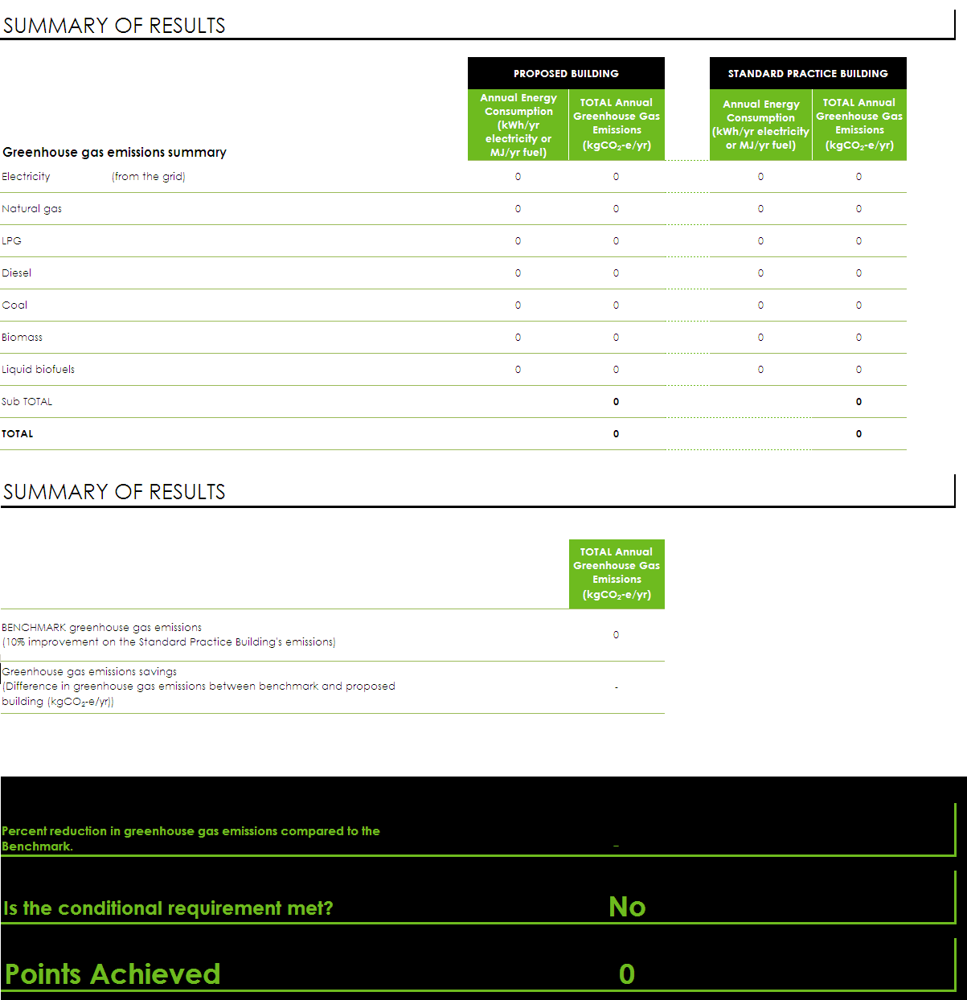 SUMMARY OF RESULTS
PROPOSED BUILDING
STANDARD PRACTICE BUILDING
Greenhouse gas emissions summary
Annual Energy
Consumption
(kWh/yr
electricity or
MJ/yr fuel)
TOTAL Annual
Greenhouse Gas
Emissions
(kgCO₂-e/yr)
Annual Energy
Consumption
(kWh/yr electricity
or MJ/yr fuel)
TOTAL Annual
Greenhouse Gas
Emissions
(kgCO₂-e/yr)
Electricity (from the grid) 0 0 0 0
Natural gas 0 0 0 0
LPG 0 0 0 0
Diesel 0 0 0 0
Coal 0 0 0 0
Biomass 0 0 0 0
Liquid biofuels 0 0 0 0
Sub TOTAL 0 0
TOTAL 0 0
SUMMARY OF RESULTS
TOTAL Annual
Greenhouse Gas
Emissions
(kgCO₂-e/yr)
BENCHMARK greenhouse gas emissions
(10% improvement on the Standard Practice Building's emissions) 0
Greenhouse gas emissions savings
(Difference in greenhouse gas emissions between benchmark and proposed -
building (kgCO₂-e/yr))
Percent reduction in greenhouse gas emissions compared to the
Benchmark. -
Is the conditional requirement met? No
Points Achieved 0